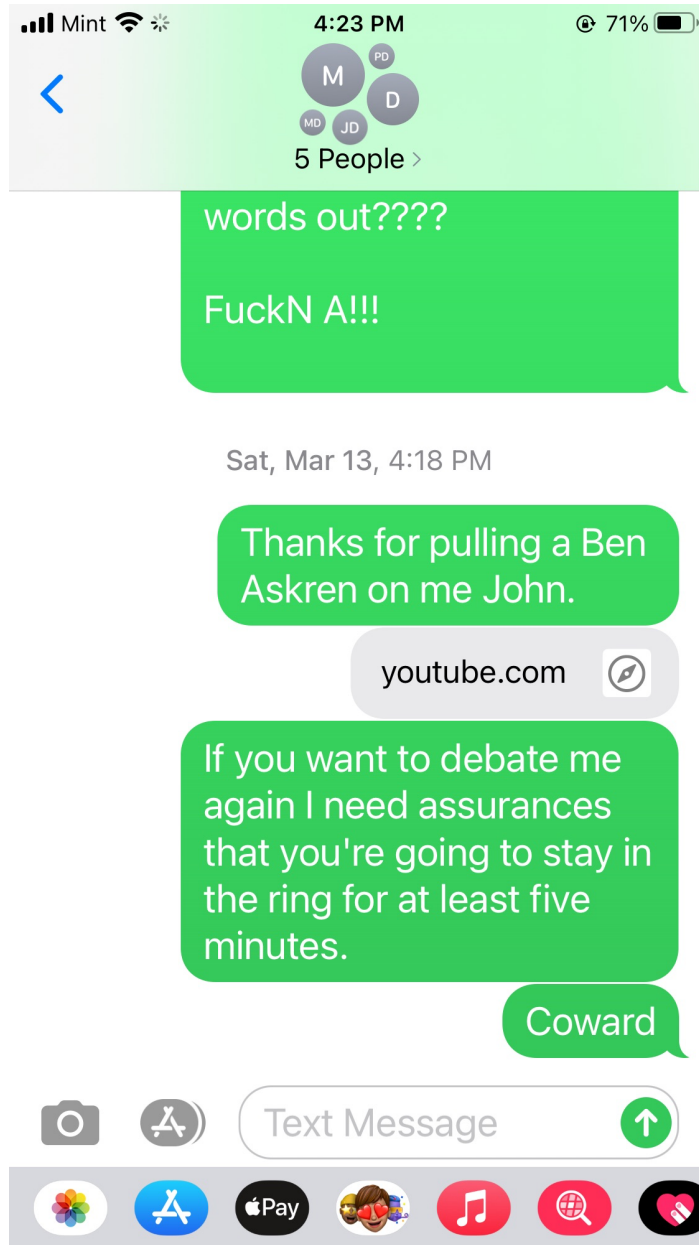 Mint 4:23 PM 71%
PD
M
D
MD JD
5 People
words out????
FuckN A!!!
Sat, Mar 13, 4:18 PM
Thanks for pulling a Ben
Askren on me John.
youtube.com
If you want to debate me
again I need assurances
that you're going to stay in
the ring for at least five
minutes.
Coward
Text Message
Pay